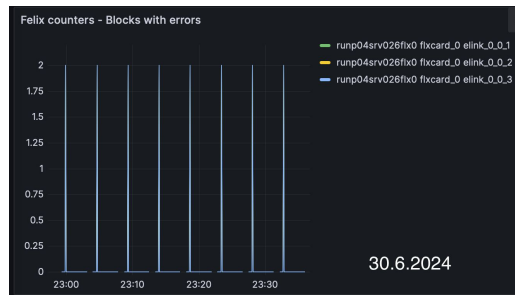 Felix counters - Blocks with errors
runp04srv026flx0 flxcard_0 elink_0_0_1
runp04srv026flx0 flxcard_0 elink_0_0_2
runp04srv026flx0 flxcard_0 elink_0_0_3
2
1.75
1.5
1.25
1
0.75
0.5
0.25
0
23:00 23:10 23:20 23:30
30.6.2024